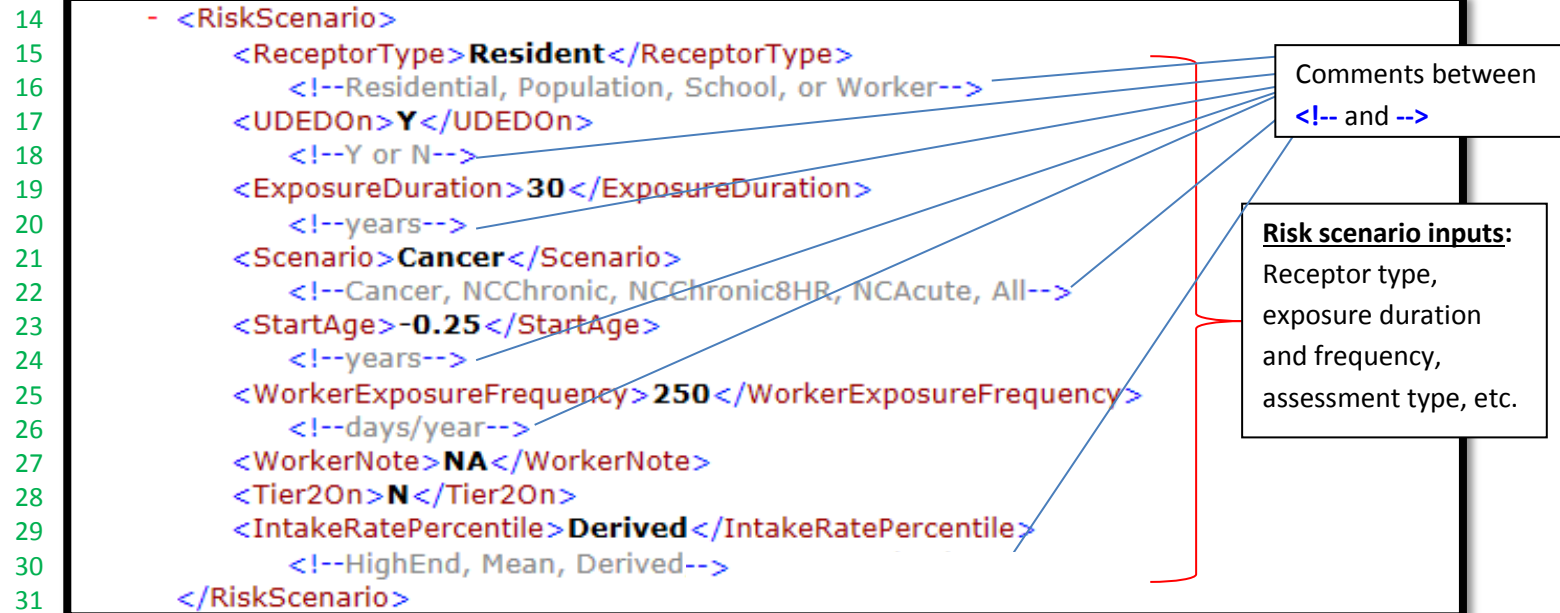 14 - <RiskScenario>
15 <ReceptorType>Resident</ReceptorType>
16 <!--Residential, Population, School, or Worker-->
17 <UDEDOn>Y</UDEDOn>
18 <!--Y or N-->
19 <ExposureDuration>30</ExposureDuration>
20 <!--years-->
21 <Scenario>Cancer</Scenario>
22 <!--Cancer, NCChronic, NCChronic8HR, NCAcute, All-->
23 <StartAge>-0.25</StartAge>
24 <!--years-->
25 <WorkerExposureFrequency>250</WorkerExposureFrequency>
26 <!--days/year-->
27 <WorkerNote>NA</WorkerNote>
28 <Tier2On>N</Tier2On>
29 <IntakeRatePercentile>Derived</IntakeRatePercentile>
30 <!--HighEnd, Mean, Derived-->
31 </RiskScenario>
Comments between
<!-- and -->
Risk scenario inputs:
Receptor type,
exposure duration
and frequency,
assessment type, etc.